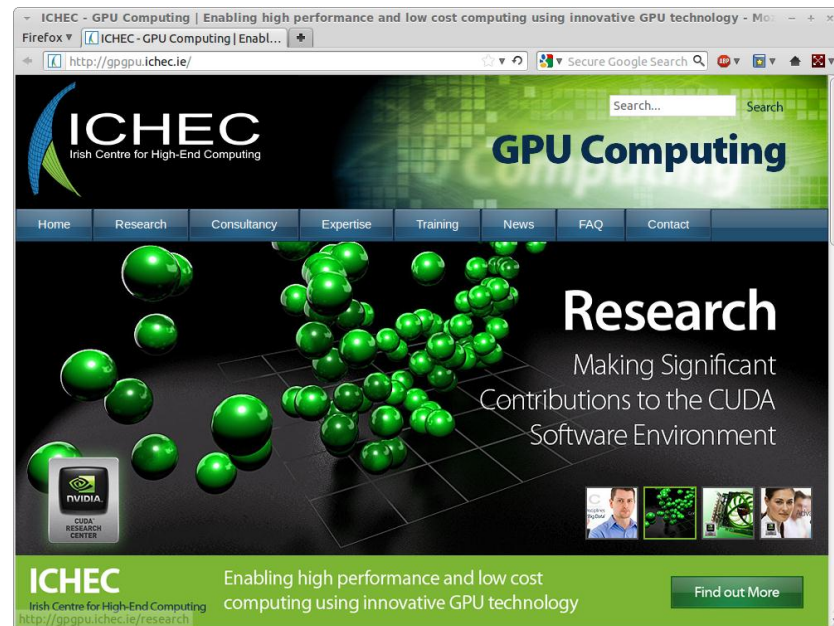 ICHEC - GPU Computing | Enabling high performance and low cost computing using innovative GPU technology - Moz
Firefox
ICHEC - GPU Computing | Enabl...
http://gpgpu.ichec.ie/
Secure Google Search
ABP
ICHEC
Irish Centre for High-End Computing
Search...
Search
GPU Computing
Home Research Consultancy Expertise Training News FAQ Contact
Research
Making Significant
Contributions to the CUDA
Software Environment
NVIDIA.
CUDA
RESEARCH
CENTER
ICHEC
Irish Centre for High-End Computing
Enabling high performance and low cost
computing using innovative GPU technology
Find out More
http://gpgpu.ichec.ie/research